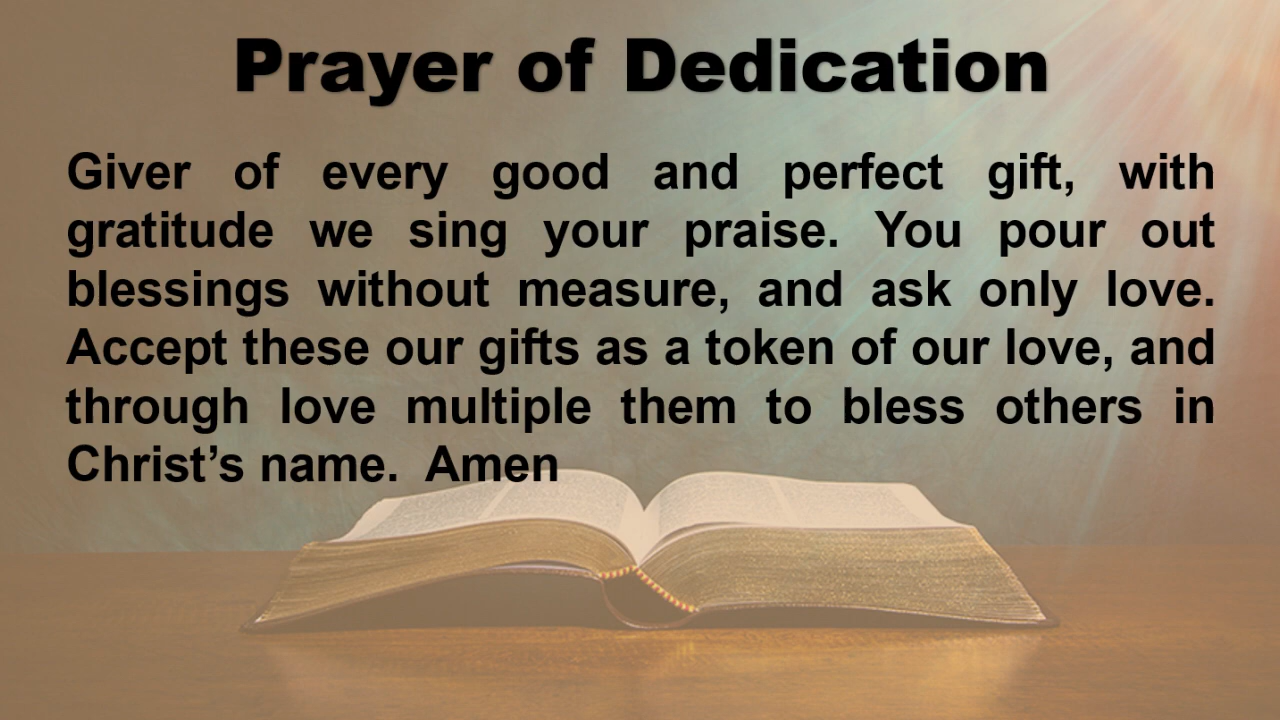 Prayer of Dedication
Giver of every good and perfect gift, with
gratitude we sing your praise. You pour out
blessings without measure, and ask only love.
Accept these our gifts as a token of our love, and
through love multiple them to bless others in
Christ’s name.  Amen